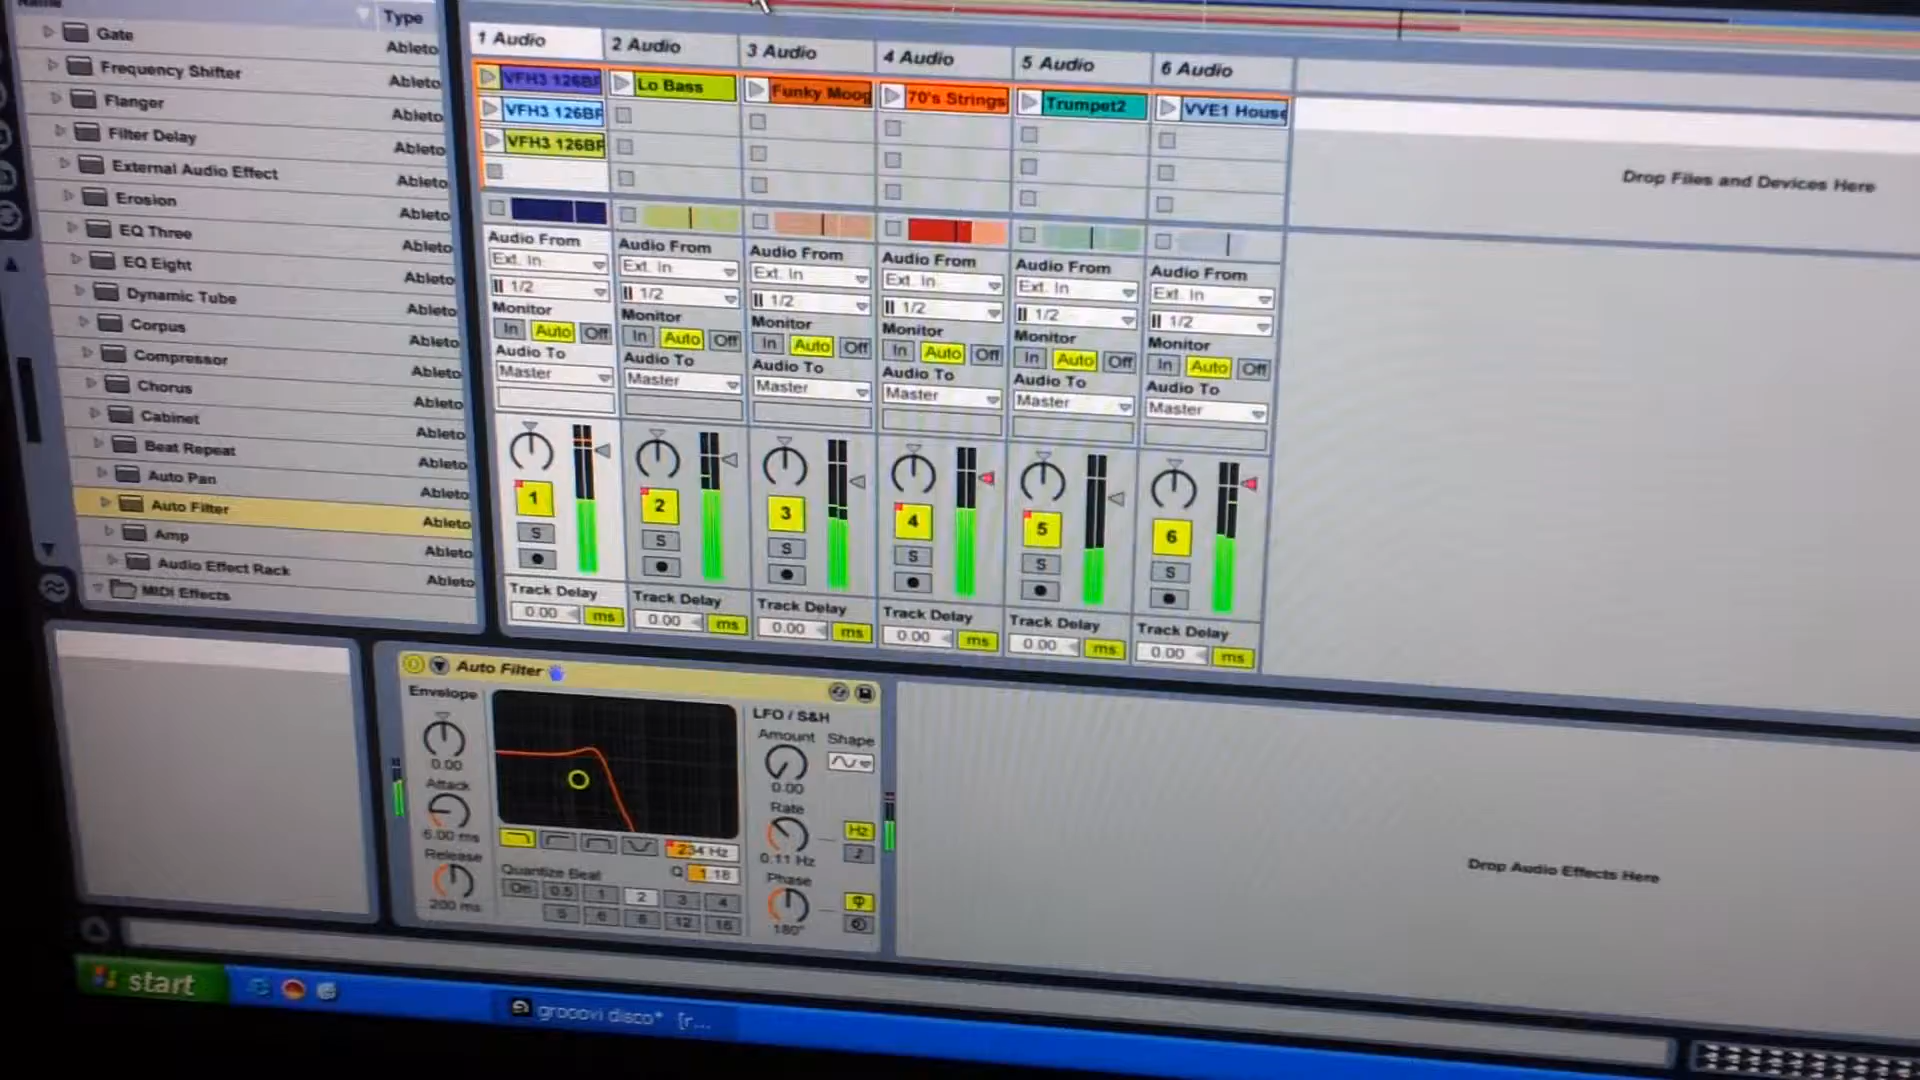 Name
Type
Gate
Ableto
Frequency Shifter
Ableto
Flanger
Ableto
Filter Delay
Ableto
External Audio Effect
Ableto
Erosion
Ableto
EQ Three
Ableto
EQ Eight
Ableto
Dynamic Tube
Ableto
Corpus
Ableto
Compressor
Ableto
Chorus
Ableto
Cabinet
Ableto
Beat Repeat
Ableto
Auto Pan
Ableto
Auto Filter
Ableto
Amp
Ableto
Audio Effect Rack
Ableto
MIDI Effects
1 Audio 2 Audio 3 Audio 4 Audio 5 Audio 6 Audio
VFH3 126BP Lo Bass Funky Moog 70's Strings Trumpet2 VVE1 House
VFH3 126BP
VFH3 126BP
Drop Files and Devices Here
Audio From Audio From Audio From Audio From Audio From Audio From
Ext. In Ext. In Ext. In Ext. In Ext. In Ext. In
1/2 1/2 1/2 1/2 1/2 1/2
Monitor Monitor Monitor Monitor Monitor Monitor
In Auto Off In Auto Off In Auto Off In Auto Off In Auto Off In Auto Off
Audio To Audio To Audio To Audio To Audio To Audio To
Master Master Master Master Master Master
1 2 3 4 5 6
S S S S S S
Track Delay Track Delay Track Delay Track Delay Track Delay Track Delay
0.00 ms 0.00 ms 0.00 ms 0.00 ms 0.00 ms 0.00 ms
Auto Filter
Envelope
0.00
Attack
6.00 ms
Release
200 ms
234 Hz
Quantize Beat
Q 1.18
On 0.5 1 2 3 4
5 6 8 12 16
LFO / S&H
Amount Shape
0.00
Rate
Hz
0.11 Hz
Phase
180°
Drop Audio Effects Here
start
groovi disco* [r...